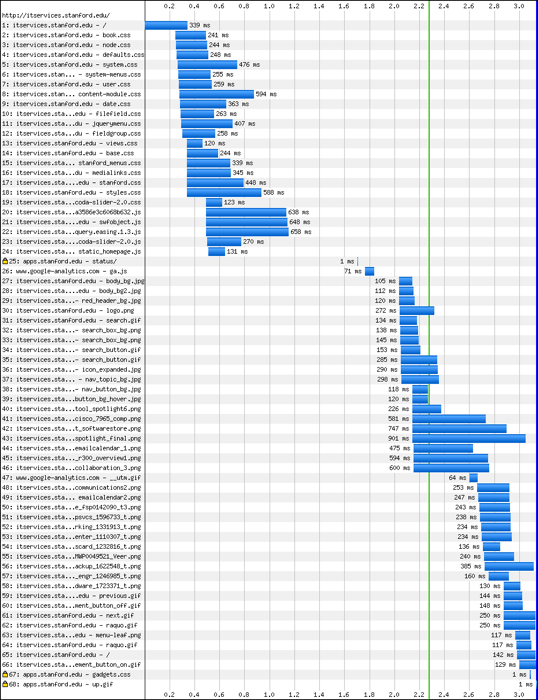 0.2 0.4 0.6 0.8 1.0 1.2 1.4 1.6 1.8 2.0 2.2 2.4 2.6 2.8 3.0
http://itservices.stanford.edu/
1: itservices.stanford.edu - / 339 ms
2: itservices.stanford.edu - book.css 241 ms
3: itservices.stanford.edu - node.css 244 ms
4: itservices.stanford.edu - defaults.css 248 ms
5: itservices.stanford.edu - system.css 476 ms
6: itservices.stan... - system-menus.css 255 ms
7: itservices.stanford.edu - user.css 259 ms
8: itservices.stan... content-module.css 594 ms
9: itservices.stanford.edu - date.css 363 ms
10: itservices.sta...edu - filefield.css 263 ms
11: itservices.sta...du - jquerymenu.css 407 ms
12: itservices.sta...du - fieldgroup.css 258 ms
13: itservices.stanford.edu - views.css 120 ms
14: itservices.stanford.edu - base.css 244 ms
15: itservices.sta... stanford_menus.css 339 ms
16: itservices.sta...du - medialinks.css 345 ms
17: itservices.sta....edu - stanford.css 448 ms
18: itservices.stanford.edu - styles.css 588 ms
19: itservices.sta...coda-slider-2.0.css 123 ms
20: itservices.sta...a3586e3c6068b632.js 638 ms
21: itservices.sta....edu - swfobject.js 648 ms
22: itservices.sta...query.easing.1.3.js 658 ms
23: itservices.sta...coda-slider-2.0.js 270 ms
24: itservices.sta... static_homepage.js 131 ms
25: apps.stanford.edu - status/ 1 ms
26: www.google-analytics.com - ga.js 71 ms
27: itservices.stanford.edu - body_bg.jpg 105 ms
28: itservices.sta...edu - body_bg2.jpg 112 ms
29: itservices.sta...- red_header_bg.jpg 120 ms
30: itservices.stanford.edu - logo.png 272 ms
31: itservices.stanford.edu - search.gif 134 ms
32: itservices.sta...- search_box_bg.png 138 ms
33: itservices.sta...- search_box_bg.png 145 ms
34: itservices.sta...- search_button.gif 153 ms
35: itservices.sta...- search_button.gif 285 ms
36: itservices.sta...- icon_expanded.jpg 290 ms
37: itservices.sta...- nav_topic_bg.jpg 298 ms
38: itservices.sta...- nav_button_bg.jpg 118 ms
39: itservices.sta...button_bg_hover.jpg 120 ms
40: itservices.sta...tool_spotlight6.png 226 ms
41: itservices.sta...cisco_7965_comp.png 581 ms
42: itservices.sta...t_softwarestore.png 747 ms
43: itservices.sta...spotlight_final.png 901 ms
44: itservices.sta...emailcalendar_1.png 475 ms
45: itservices.sta..._r300_overview1.png 594 ms
46: itservices.sta...collaboration_3.png 600 ms
47: www.google-analytics.com - __utm.gif 64 ms
48: itservices.sta...communications2.png 253 ms
49: itservices.sta... emailcalendar2.png 247 ms
50: itservices.sta...e_fsp0142090_t3.png 243 ms
51: itservices.sta...psvcs_1596733_t.png 238 ms
52: itservices.sta...rking_1331913_t.png 234 ms
53: itservices.sta...enter_1110307_t.png 234 ms
54: itservices.sta...scard_1232816_t.png 136 ms
55: itservices.sta...MWP0049521_Veer.png 240 ms
56: itservices.sta...ackup_1622548_t.png 385 ms
57: itservices.sta..._engr_1246985_t.png 160 ms
58: itservices.sta...dware_1723371_t.png 130 ms
59: itservices.sta....edu - previous.gif 144 ms
60: itservices.sta...ment_button_off.gif 148 ms
61: itservices.stanford.edu - next.gif 250 ms
62: itservices.stanford.edu - raquo.gif 250 ms
63: itservices.sta...edu - menu-leaf.png 117 ms
64: itservices.stanford.edu - raquo.gif 117 ms
65: itservices.stanford.edu - / 142 ms
66: itservices.sta...ement_button_on.gif 129 ms
67: apps.stanford.edu - gadgets.css 1 ms
68: apps.stanford.edu - up.gif 1 ms
0.2 0.4 0.6 0.8 1.0 1.2 1.4 1.6 1.8 2.0 2.2 2.4 2.6 2.8 3.0